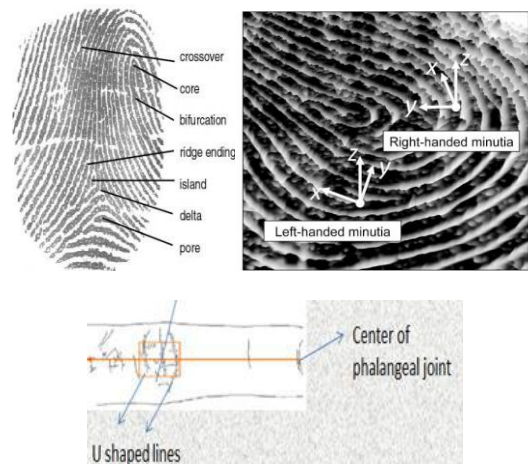 crossover
core
bifurcation
ridge ending
island
delta
pore
z
x
y
Right-handed minutia
z
x
y
Left-handed minutia
Center of
phalangeal joint
U shaped lines